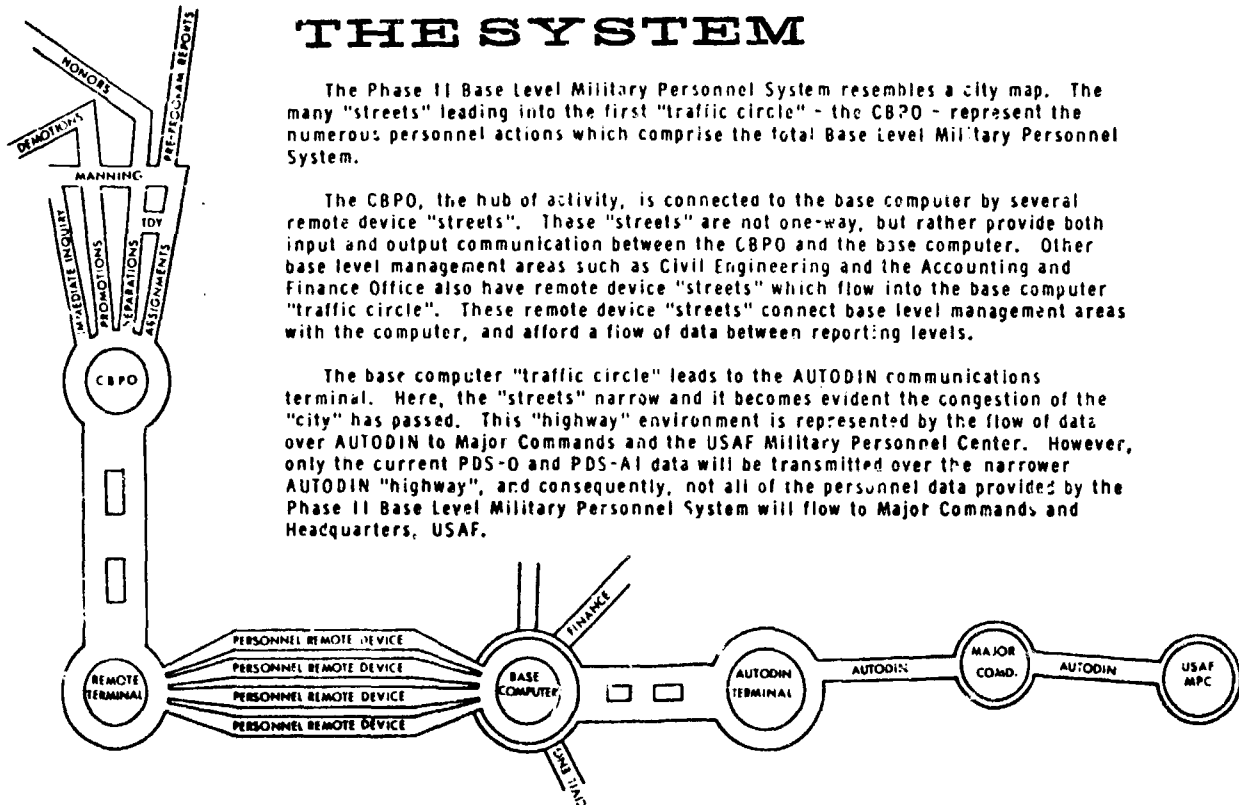 THE SYSTEM
The Phase II Base Level Military Personnel System resembles a city map. The
many "streets" leading into the first "traffic circle" - the CBPO - represent the
numerous personnel actions which comprise the total Base Level Military Personnel
System.
The CBPO, the hub of activity, is connected to the base computer by several
remote device "streets". These "streets" are not one-way, but rather provide both
input and output communication between the CBPO and the base computer. Other
base level management areas such as Civil Engineering and the Accounting and
Finance Office also have remote device "streets" which flow into the base computer
"traffic circle". These remote device "streets" connect base level management areas
with the computer, and afford a flow of data between reporting levels.
The base computer "traffic circle" leads to the AUTODIN communications
terminal. Here, the "streets" narrow and it becomes evident the congestion of the
"city" has passed. This "highway" environment is represented by the flow of data
over AUTODIN to Major Commands and the USAF Military Personnel Center. However,
only the current PDS-O and PDS-AI data will be transmitted over the narrower
AUTODIN "highway", and consequently, not all of the personnel data provided by the
Phase II Base Level Military Personnel System will flow to Major Commands and
Headquarters, USAF.
HONORS
PRE-PROGRAM REPORTS
DEMOTIONS
MANNING
TDY
IMMEDIATE INQUIRY
PROMOTIONS
SEPARATIONS
ASSIGNMENTS
CBPO
REMOTE
TERMINAL
PERSONNEL REMOTE DEVICE
PERSONNEL REMOTE DEVICE
PERSONNEL REMOTE DEVICE
PERSONNEL REMOTE DEVICE
BASE
COMPUTER
FINANCE
CIVIL ENG
AUTODIN
TERMINAL
AUTODIN
MAJOR
COMD.
AUTODIN
USAF
MPC